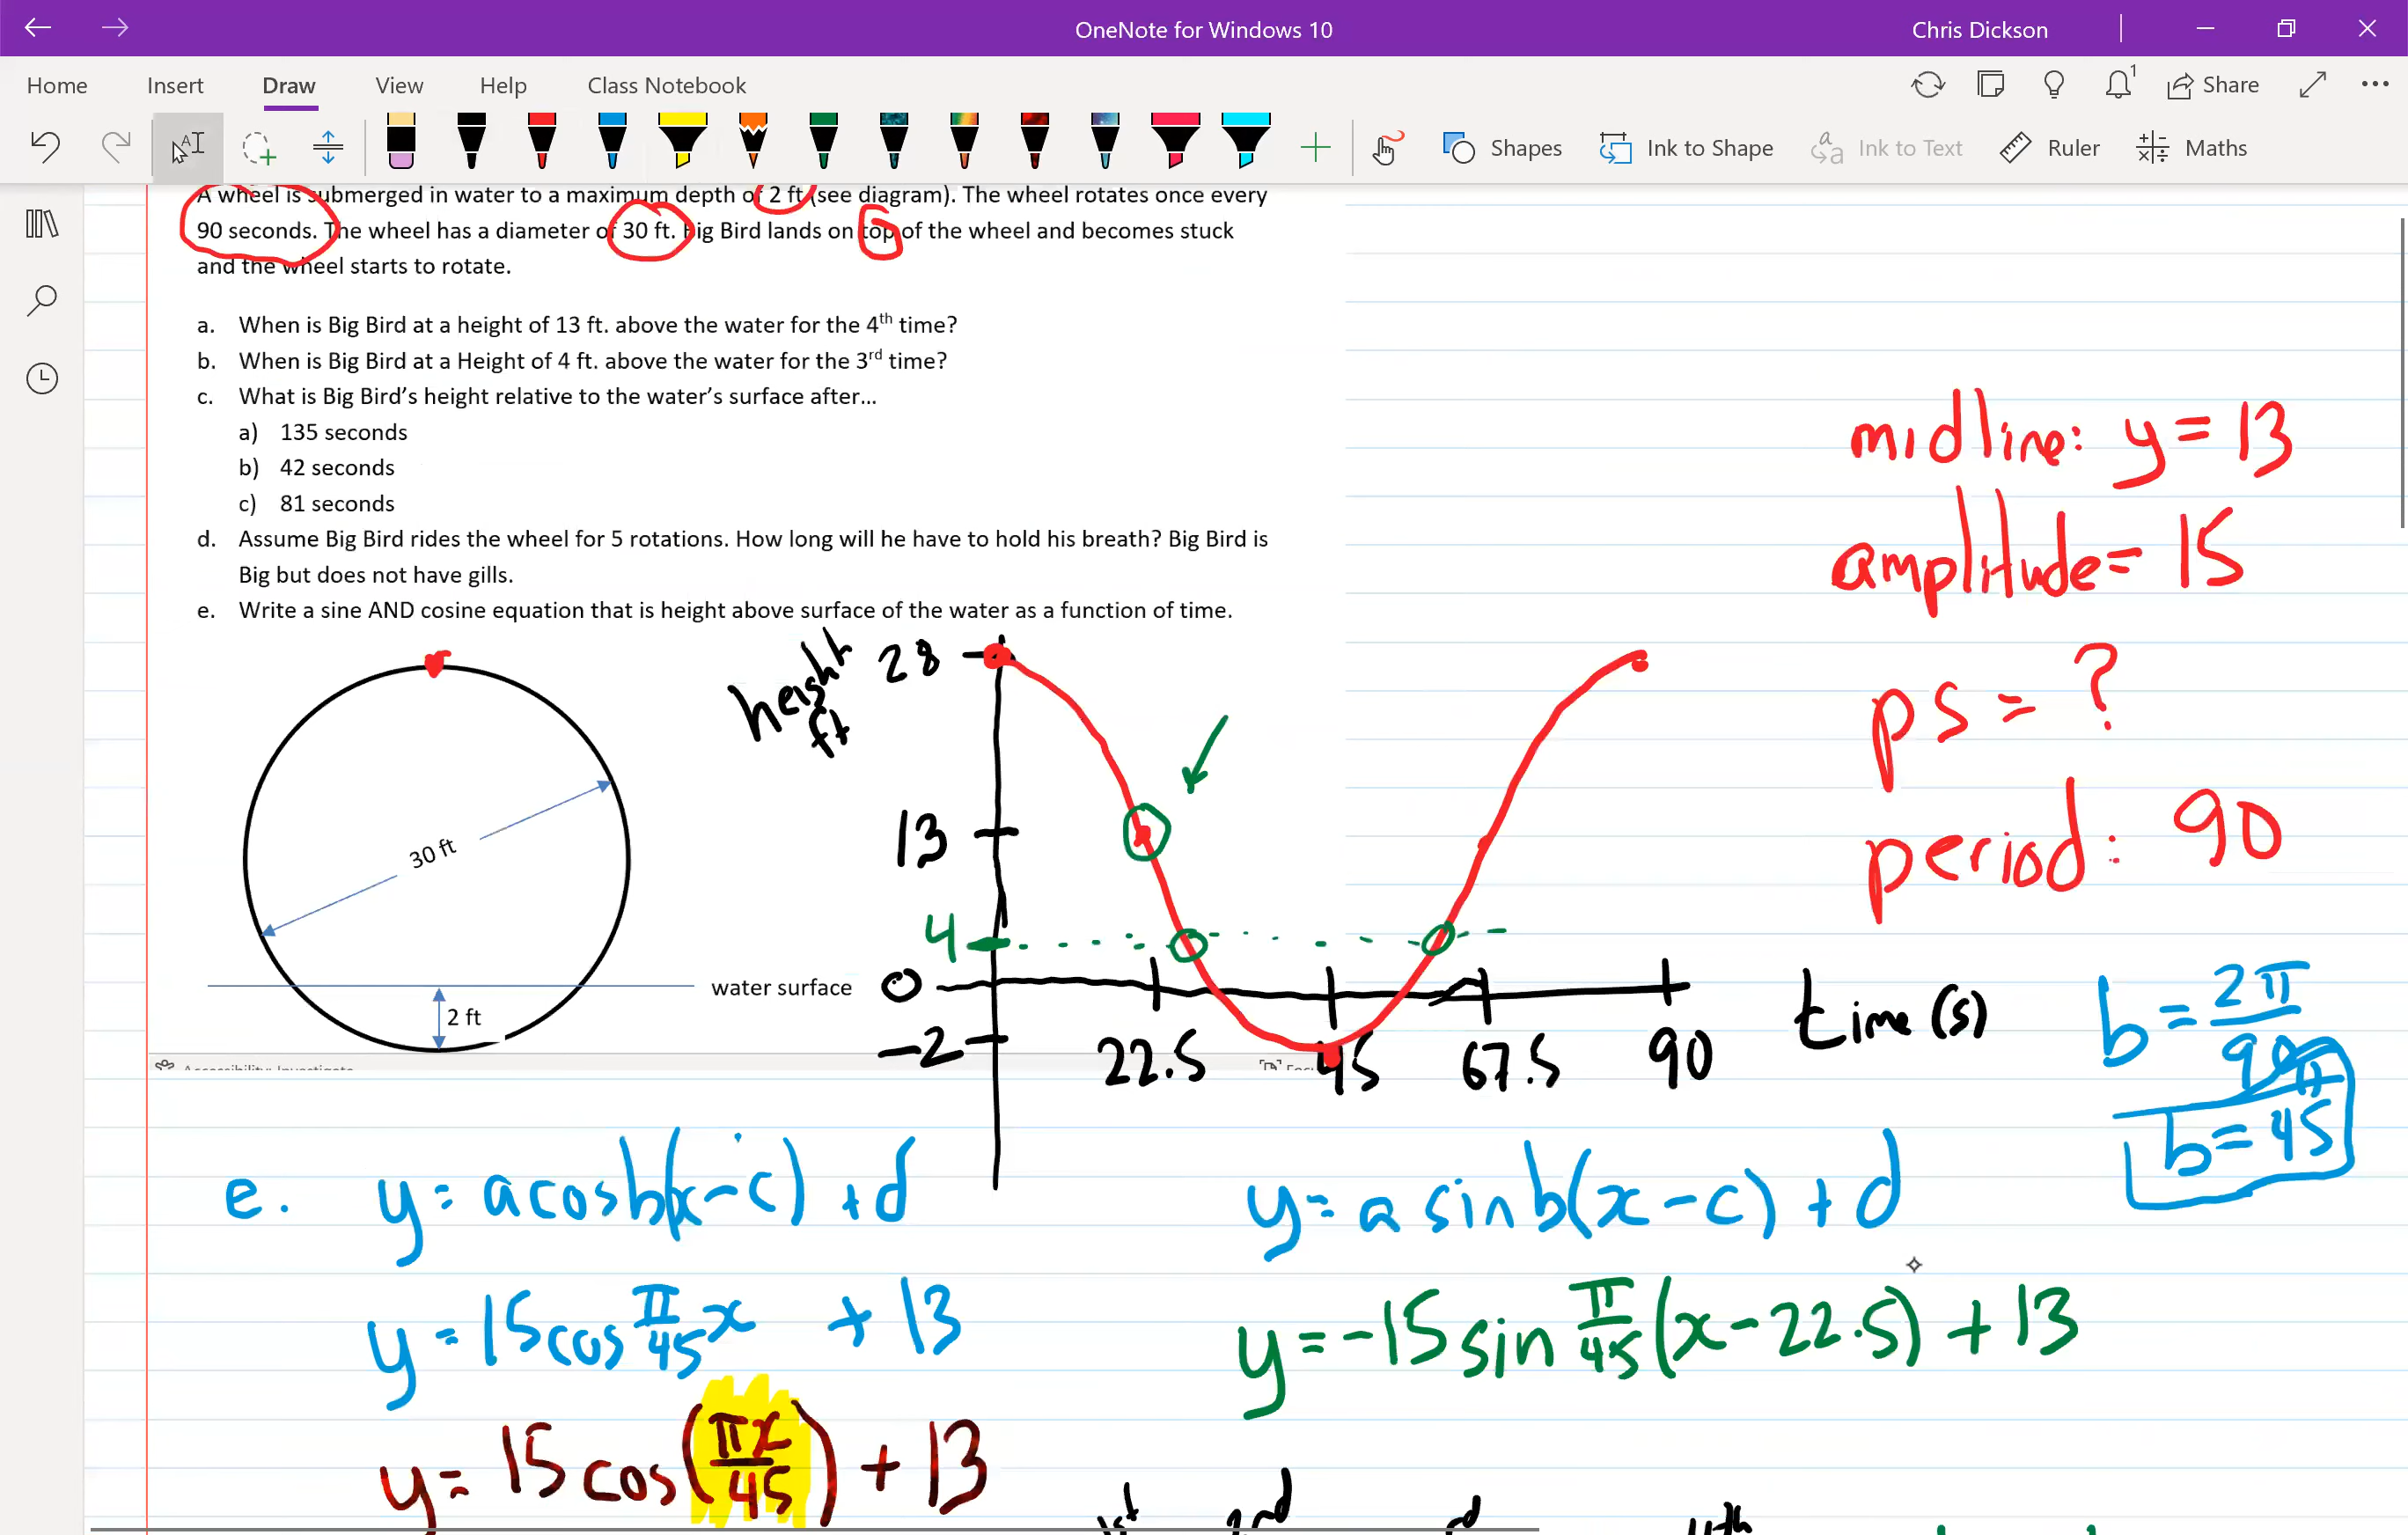 OneNote for Windows 10
Chris Dickson
Home Insert Draw View Help Class Notebook
1 Share
Shapes Ink to Shape Ink to Text Ruler Maths
A wheel is submerged in water to a maximum depth of 2 ft (see diagram). The wheel rotates once every
90 seconds. The wheel has a diameter of 30 ft. Big Bird lands on top of the wheel and becomes stuck
and the wheel starts to rotate.
a. When is Big Bird at a height of 13 ft. above the water for the 4th time?
b. When is Big Bird at a Height of 4 ft. above the water for the 3rd time?
c. What is Big Bird's height relative to the water's surface after...
a) 135 seconds
b) 42 seconds
c) 81 seconds
d. Assume Big Bird rides the wheel for 5 rotations. How long will he have to hold his breath? Big Bird is
Big but does not have gills.
e. Write a sine AND cosine equation that is height above surface of the water as a function of time.
midline: y = 13
amplitude = 15
ps = ?
period: 90
height
ft
28
13
4
0
-2
22.5 45 67.5 90
time (s)
30 ft
water surface
2 ft
b = 2π/90
b = π/45
e. y = a cos b(x - c) + d
y = a sin b(x - c) + d
y = 15 cos π/45 x + 13
y = -15 sin π/45 (x - 22.5) + 13
y = 15 cos(πx/45) + 13
1st 2nd rd 4th